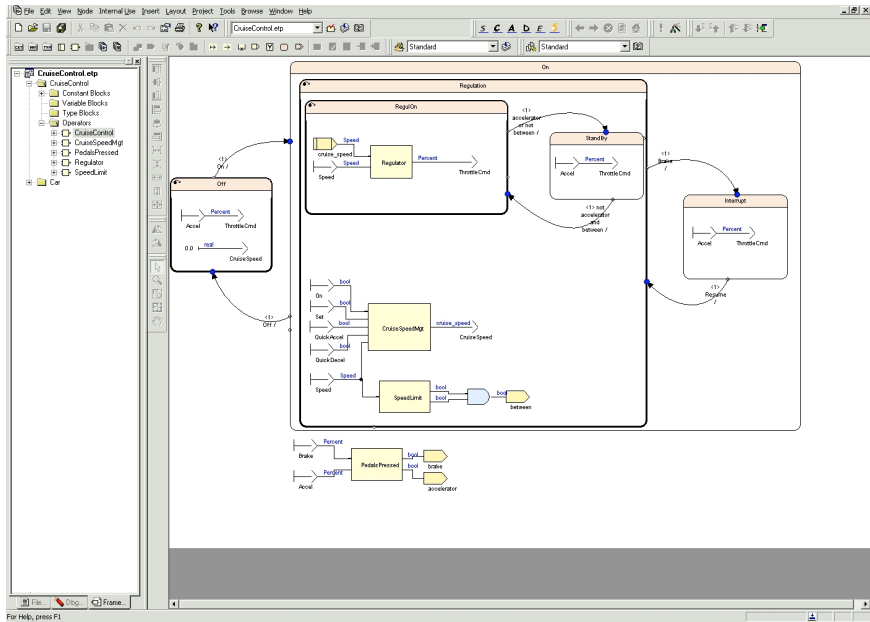 File Edit View Node Internal Use Insert Layout Project Tools Browse Window Help
CruiseControl.etp
S C A D E 5
Standard
Standard
CruiseControl.etp
CruiseControl
Constant Blocks
Variable Blocks
Type Blocks
Operators
CruiseControl
CruiseSpeedMgt
PedalsPressed
Regulator
SpeedLimit
Car
On
Regulation
RegulOn
Speed
cruise_speed
Speed
Speed
Regulator
Percent
ThrottleCmd
<1>
accelerator
or not
between /
StandBy
Percent
Accel
ThrottleCmd
<1> not
accelerator
and
between /
<1>
Brake
/
Interrupt
Percent
Accel
ThrottleCmd
<1>
Resume
/
<1>
On /
Off
Percent
Accel
ThrottleCmd
0.0
real
CruiseSpeed
<1>
Off /
bool
On
bool
Set
bool
QuickAccel
bool
QuickDecel
Speed
Speed
CruiseSpeedMgt
cruise_speed
CruiseSpeed
SpeedLimit
bool
bool
bool
between
Percent
Brake
Percent
Accel
PedalsPressed
bool
brake
bool
accelerator
File...
Dbg...
Frame...
For Help, press F1